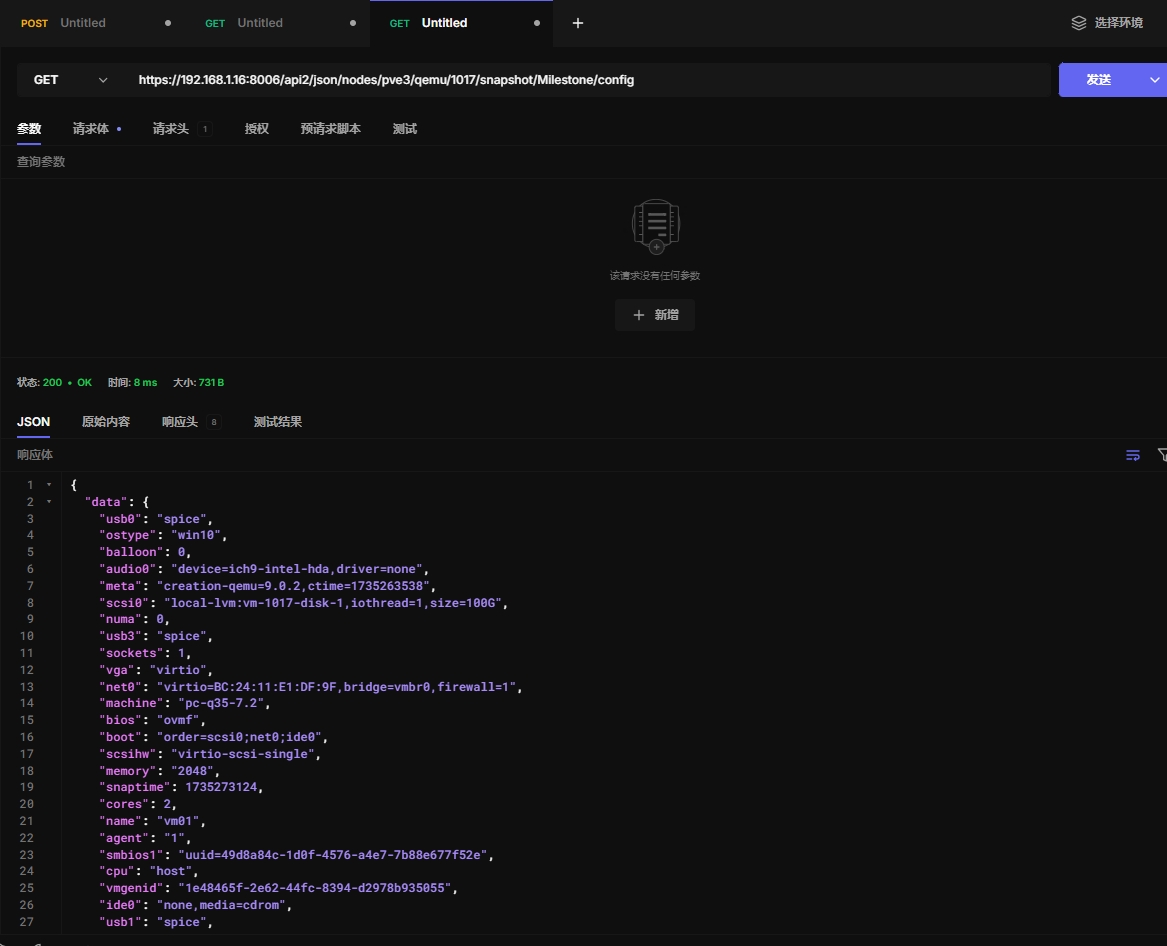 POST Untitled GET Untitled GET Untitled 选择环境
GET https://192.168.1.16:8006/api2/json/nodes/pve3/qemu/1017/snapshot/Milestone/config 发送
参数 请求体 请求头 1 授权 预请求脚本 测试
查询参数
该请求没有任何参数
新增
状态: 200 • OK 时间: 8 ms 大小: 731 B
JSON 原始内容 响应头 8 测试结果
响应体
1 {
2 "data": {
3 "usb0": "spice",
4 "ostype": "win10",
5 "balloon": 0,
6 "audio0": "device=ich9-intel-hda,driver=none",
7 "meta": "creation-qemu=9.0.2,ctime=1735263538",
8 "scsi0": "local-lvm:vm-1017-disk-1,iothread=1,size=100G",
9 "numa": 0,
10 "usb3": "spice",
11 "sockets": 1,
12 "vga": "virtio",
13 "net0": "virtio=BC:24:11:E1:DF:9F,bridge=vmbr0,firewall=1",
14 "machine": "pc-q35-7.2",
15 "bios": "ovmf",
16 "boot": "order=scsi0;net0;ide0",
17 "scsihw": "virtio-scsi-single",
18 "memory": "2048",
19 "snaptime": 1735273124,
20 "cores": 2,
21 "name": "vm01",
22 "agent": "1",
23 "smbios1": "uuid=49d8a84c-1d0f-4576-a4e7-7b88e677f52e",
24 "cpu": "host",
25 "vmgenid": "1e48465f-2e62-44fc-8394-d2978b935055",
26 "ide0": "none,media=cdrom",
27 "usb1": "spice",